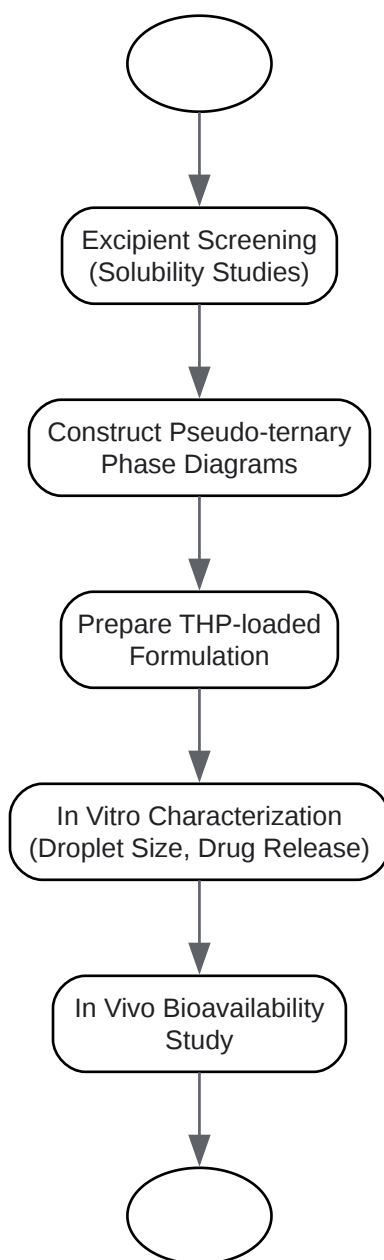 Excipient Screening
(Solubility Studies)
Construct Pseudo-ternary
Phase Diagrams
Prepare THP-loaded
Formulation
In Vitro Characterization
(Droplet Size, Drug Release)
In Vivo Bioavailability
Study